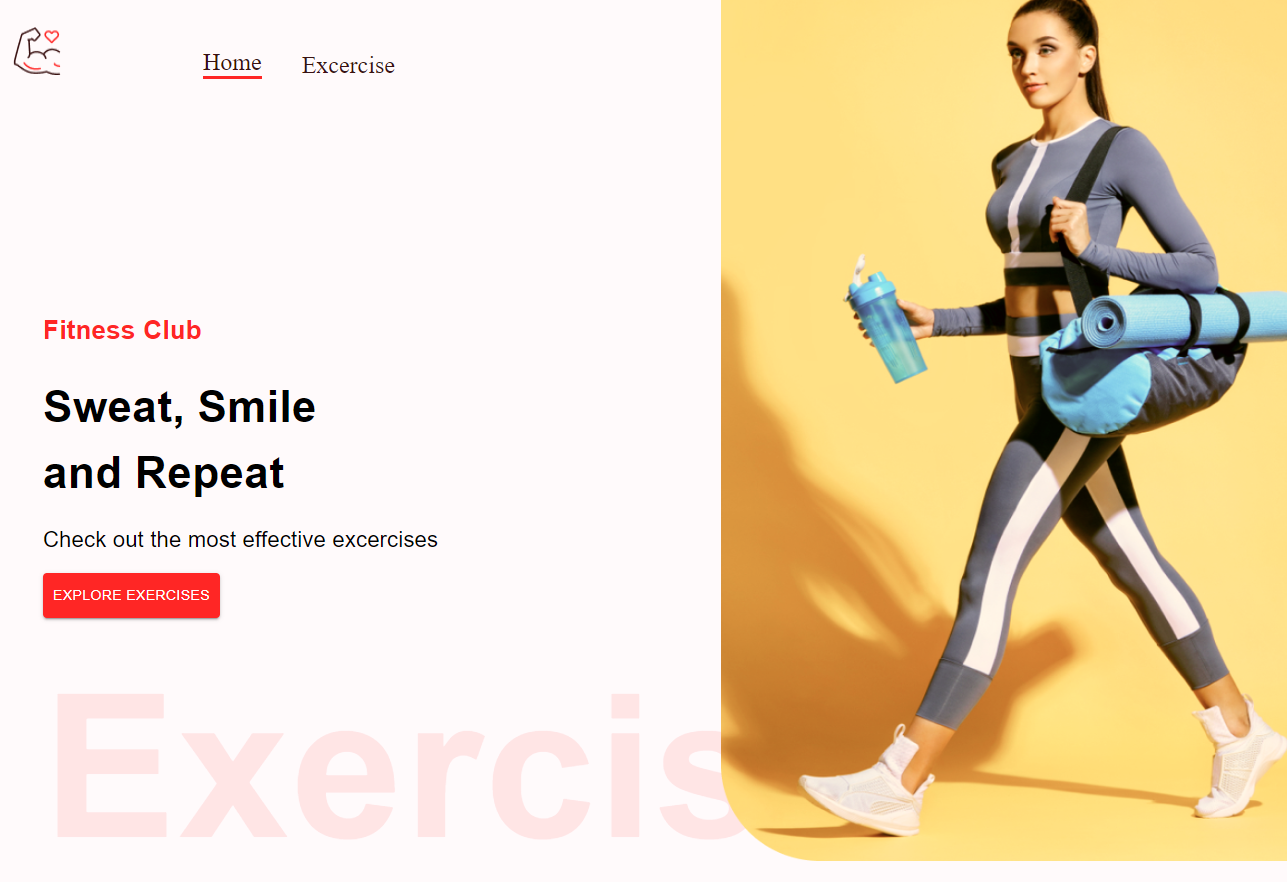 Home Excercise
Fitness Club
Sweat, Smile
and Repeat
Check out the most effective excercises
EXPLORE EXERCISES
Exercis